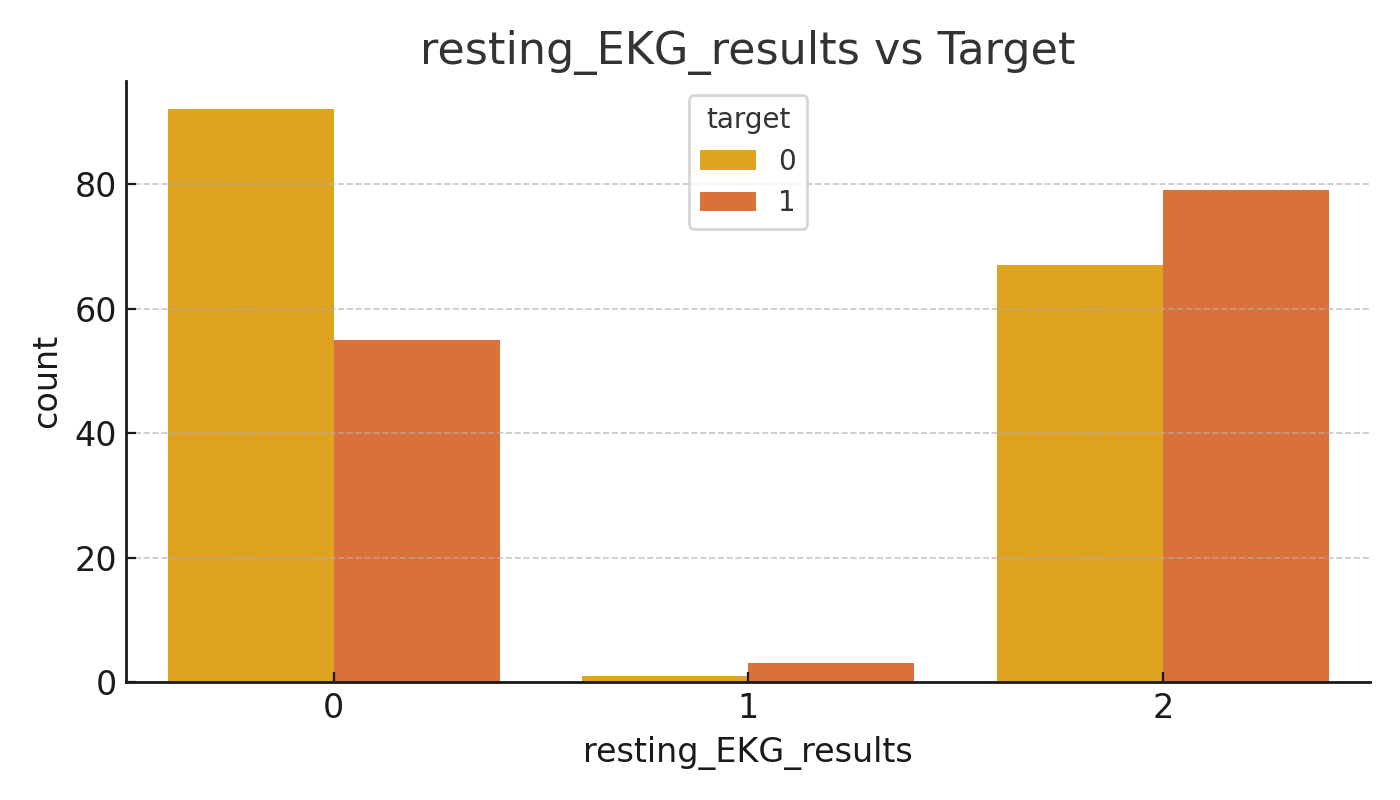 resting_EKG_results vs Target
target
0
1
80
60
40
20
0
count
0 1 2
resting_EKG_results